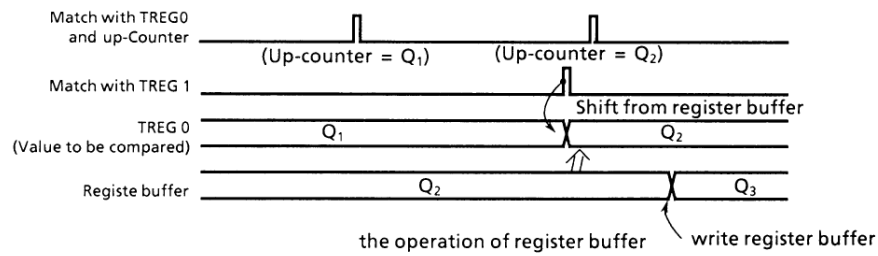 Match with TREG0
and up-Counter
(Up-counter = Q1)
(Up-counter = Q2)
Match with TREG 1
Shift from register buffer
TREG 0
(Value to be compared)
Q1
Q2
Registe buffer
Q2
Q3
the operation of register buffer
write register buffer